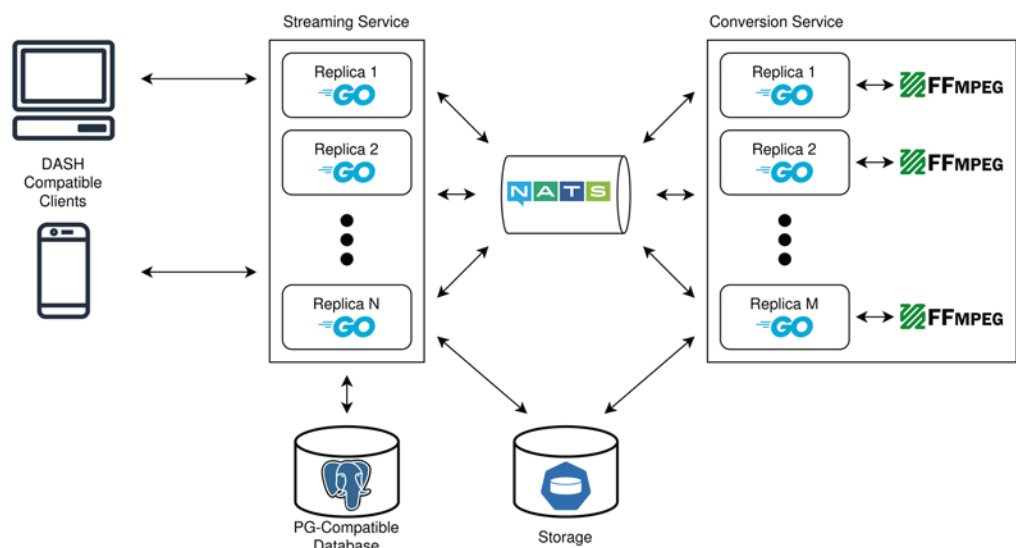 Streaming Service
Conversion Service
Replica 1
GO
Replica 2
GO
Replica N
GO
DASH
Compatible
Clients
NATS
Replica 1
GO
FFMPEG
Replica 2
GO
FFMPEG
Replica M
GO
FFMPEG
PG-Compatible
Database
Storage